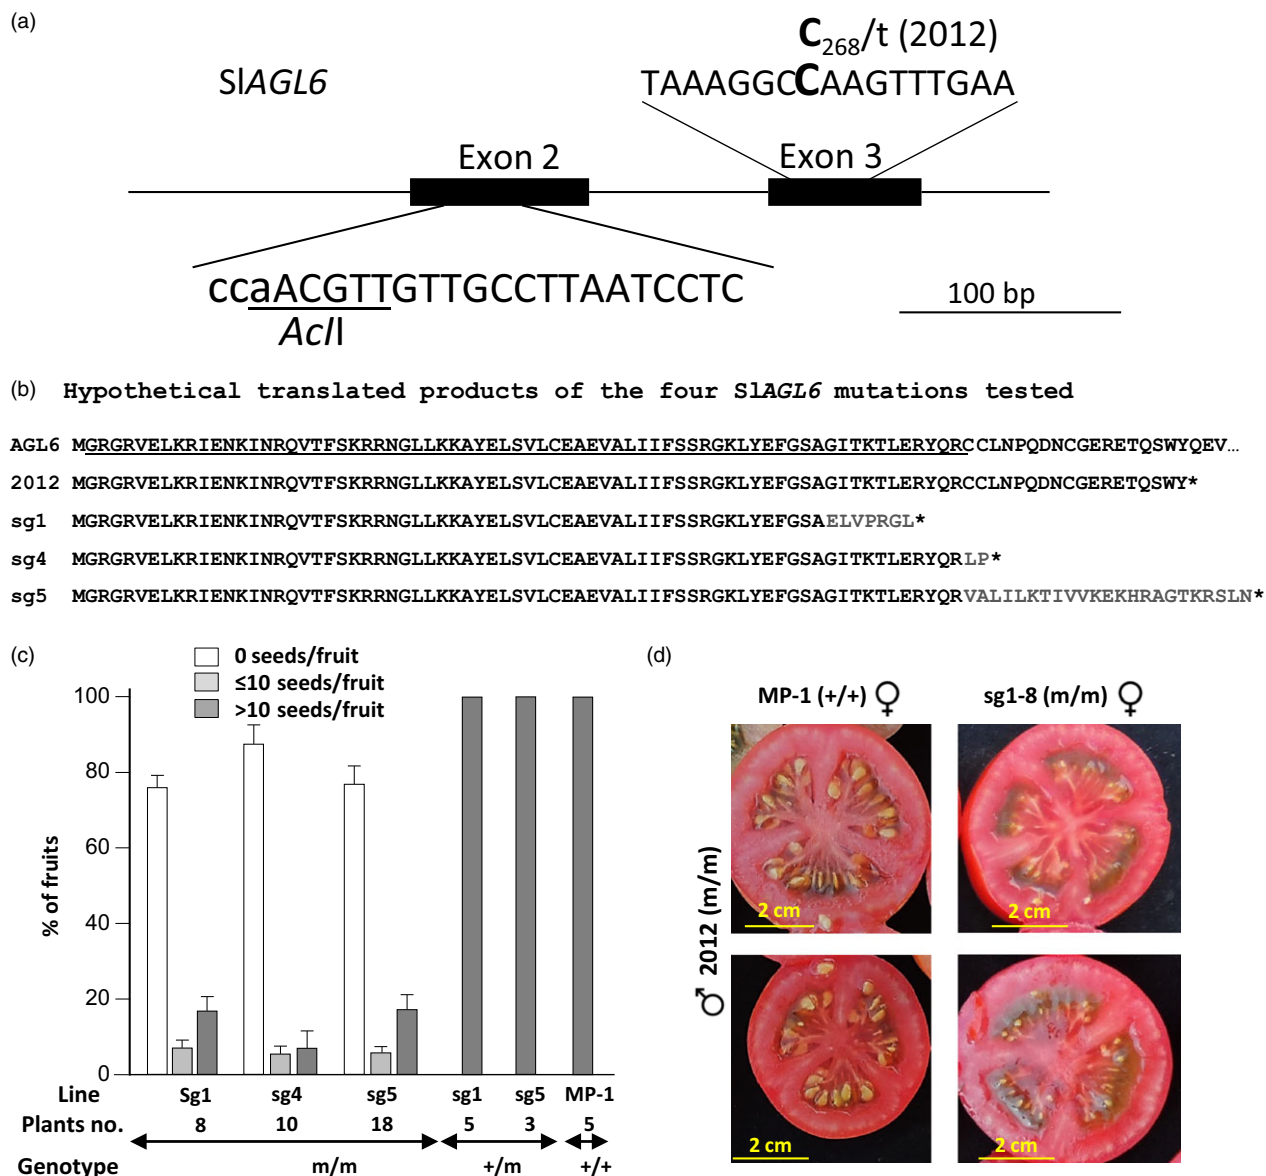 (a)
C268/t (2012)
SlAGL6
TAAAGGCCAAGTTTGAA
Exon 2
Exon 3
ccaACGTTGTTGCCTTAATCCTC
AclI
100 bp
(b) Hypothetical translated products of the four SlAGL6 mutations tested
AGL6 MGRGRVELKRIENKINRQVTFSKRRNGLLKKAYELSVLCEAEVALIIFSSRGKLYEFGSAGITKTLERYQRCCLNPQDNCGERETQSWYQEV...
2012 MGRGRVELKRIENKINRQVTFSKRRNGLLKKAYELSVLCEAEVALIIFSSRGKLYEFGSAGITKTLERYQRCCLNPQDNCGERETQSWY*
sg1 MGRGRVELKRIENKINRQVTFSKRRNGLLKKAYELSVLCEAEVALIIFSSRGKLYEFGSAELVPRGL*
sg4 MGRGRVELKRIENKINRQVTFSKRRNGLLKKAYELSVLCEAEVALIIFSSRGKLYEFGSAGITKTLERYQRLP*
sg5 MGRGRVELKRIENKINRQVTFSKRRNGLLKKAYELSVLCEAEVALIIFSSRGKLYEFGSAGITKTLERYQRVALILKTIVVKEKHRAGTKRSLN*
(c)
0 seeds/fruit
≤10 seeds/fruit
>10 seeds/fruit
% of fruits
100
80
60
40
20
0
Line Sg1 sg4 sg5 sg1 sg5 MP-1
Plants no. 8 10 18 5 3 5
Genotype m/m +/m +/+
(d)
MP-1 (+/+) ♀ sg1-8 (m/m) ♀
♂ 2012 (m/m)
2 cm
2 cm
2 cm
2 cm